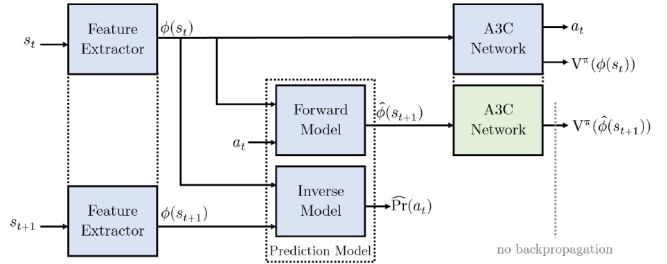 s_t
Feature
Extractor
ϕ(s_t)
A3C
Network
a_t
V^π(ϕ(s_t))
Forward
Model
a_t
ϕ̂(s_{t+1})
A3C
Network
V^π(ϕ̂(s_{t+1}))
s_{t+1}
Feature
Extractor
ϕ(s_{t+1})
Inverse
Model
P̂r(a_t)
Prediction Model
no backpropagation